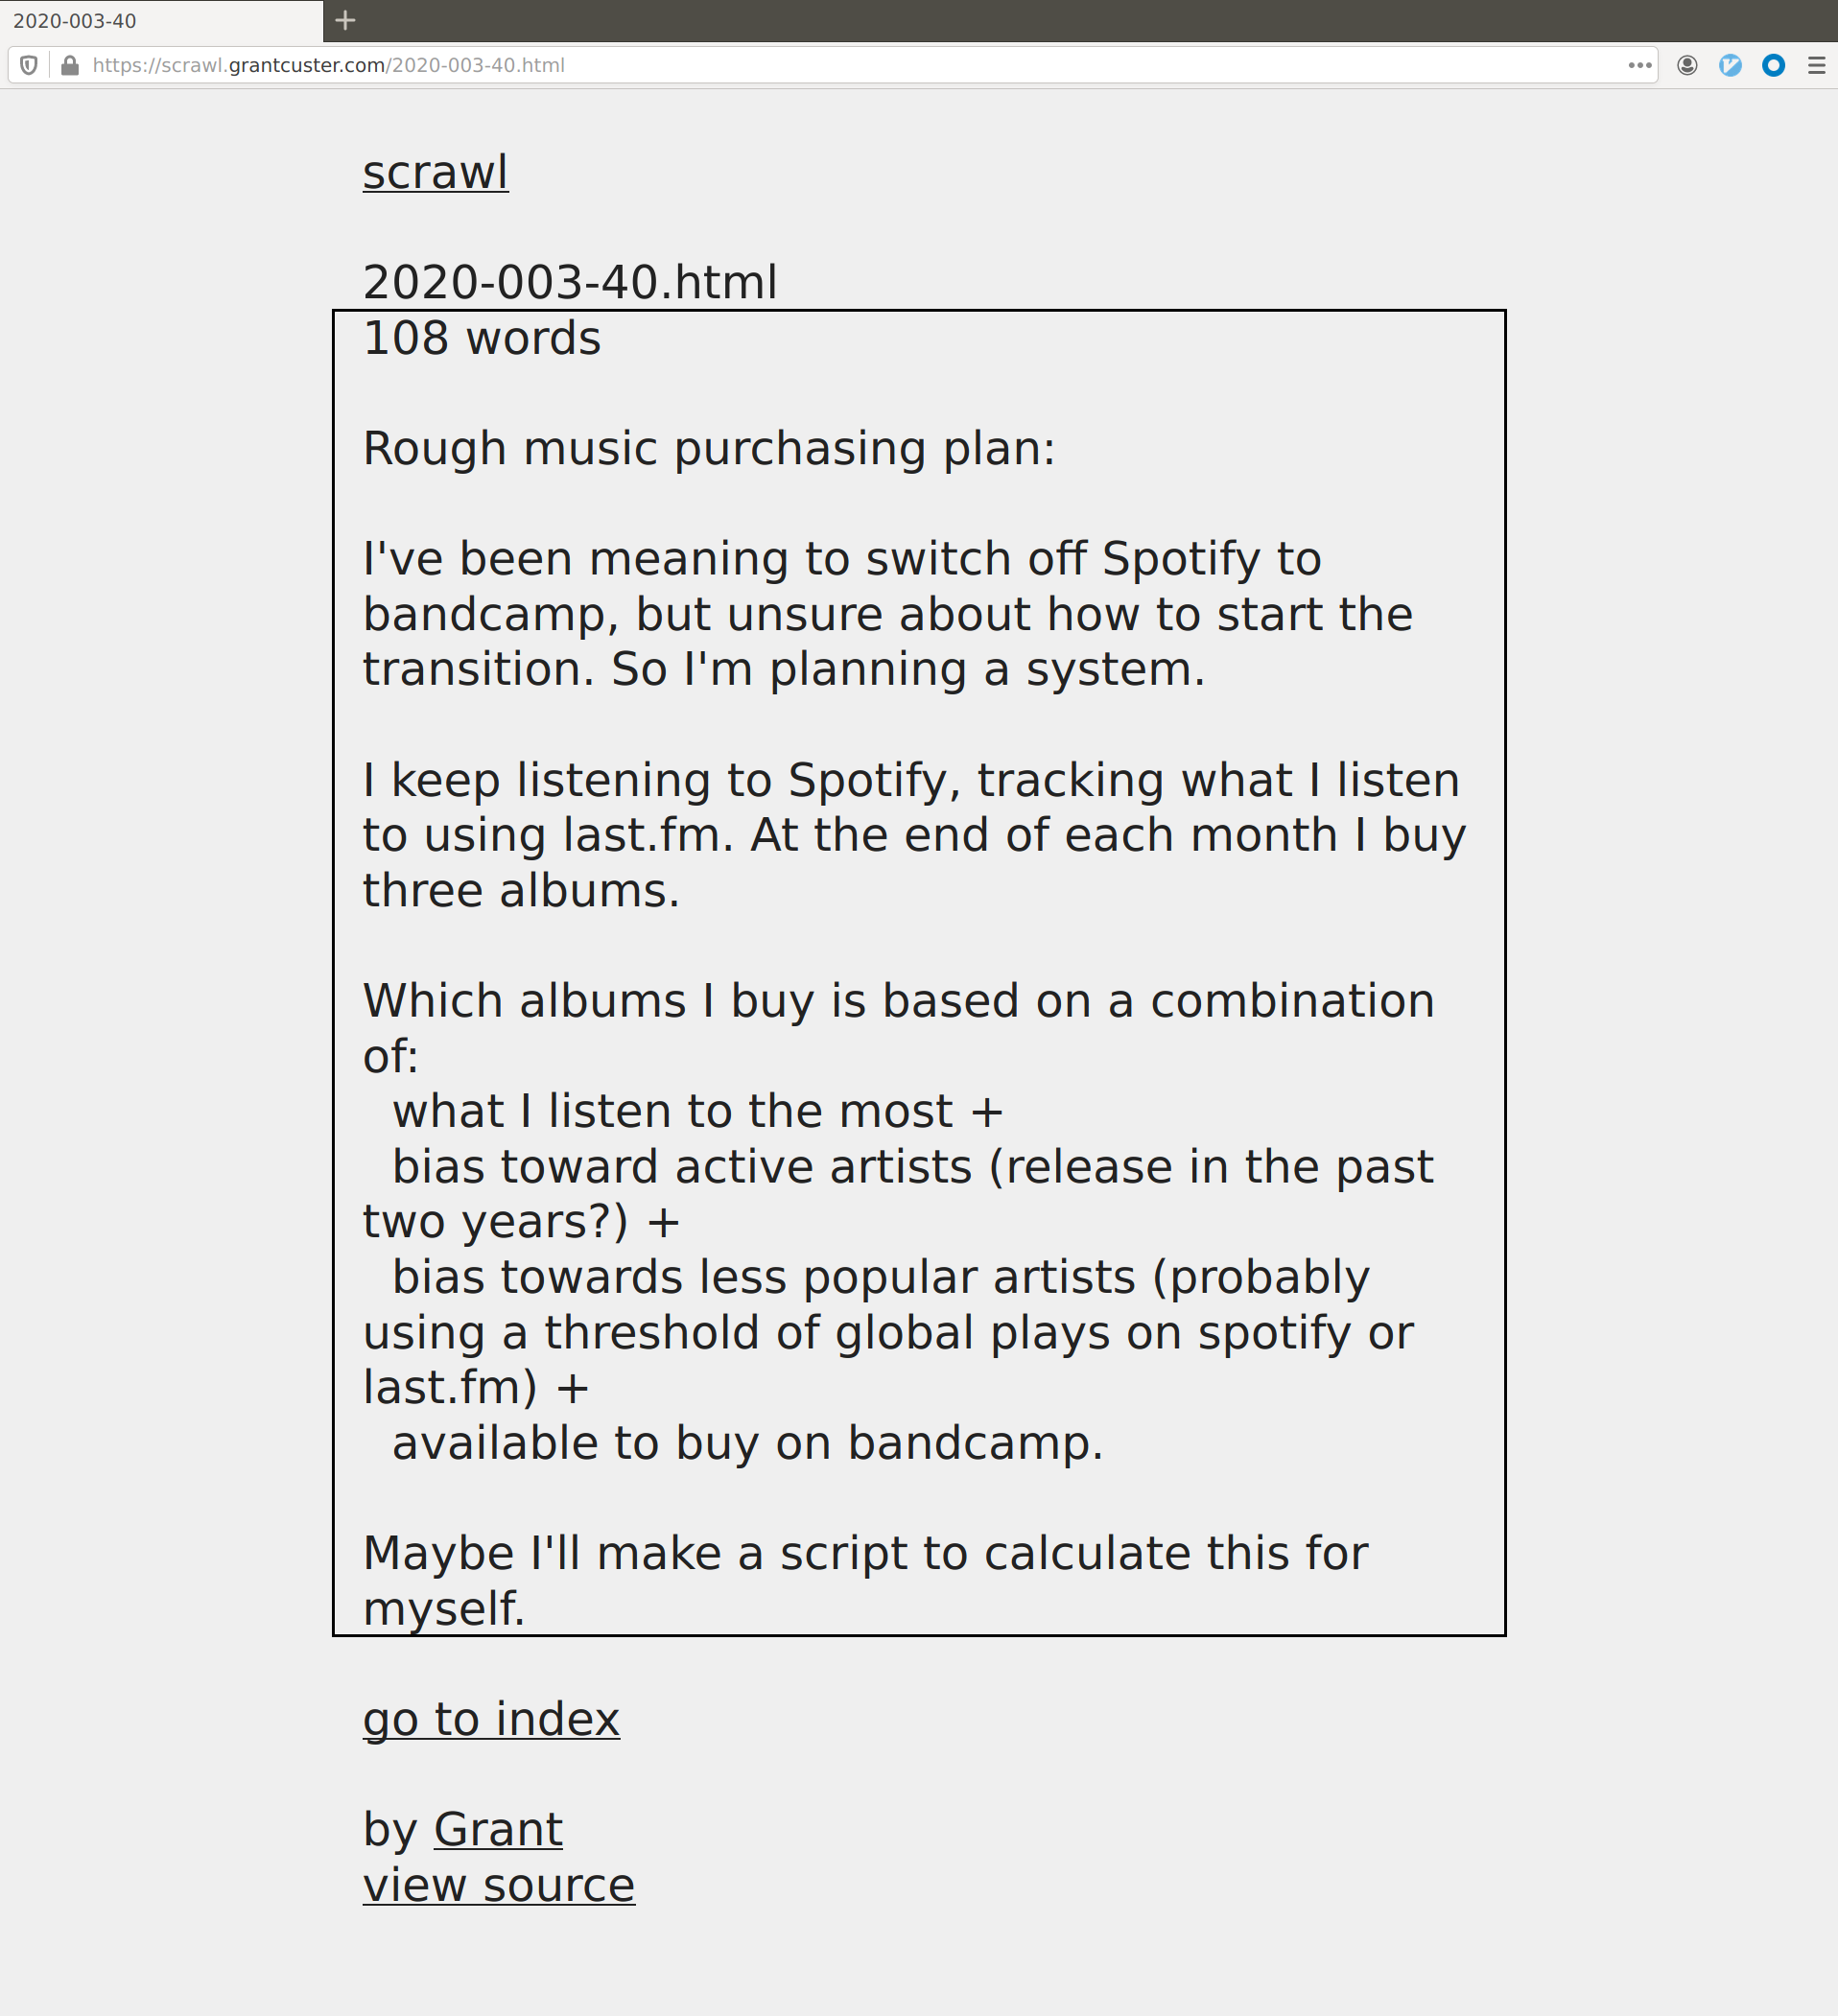 2020-003-40
https://scrawl.grantcuster.com/2020-003-40.html
scrawl
2020-003-40.html
108 words
Rough music purchasing plan:
I've been meaning to switch off Spotify to
bandcamp, but unsure about how to start the
transition. So I'm planning a system.
I keep listening to Spotify, tracking what I listen
to using last.fm. At the end of each month I buy
three albums.
Which albums I buy is based on a combination
of:
what I listen to the most +
bias toward active artists (release in the past
two years?) +
bias towards less popular artists (probably
using a threshold of global plays on spotify or
last.fm) +
available to buy on bandcamp.
Maybe I'll make a script to calculate this for
myself.
go to index
by Grant
view source